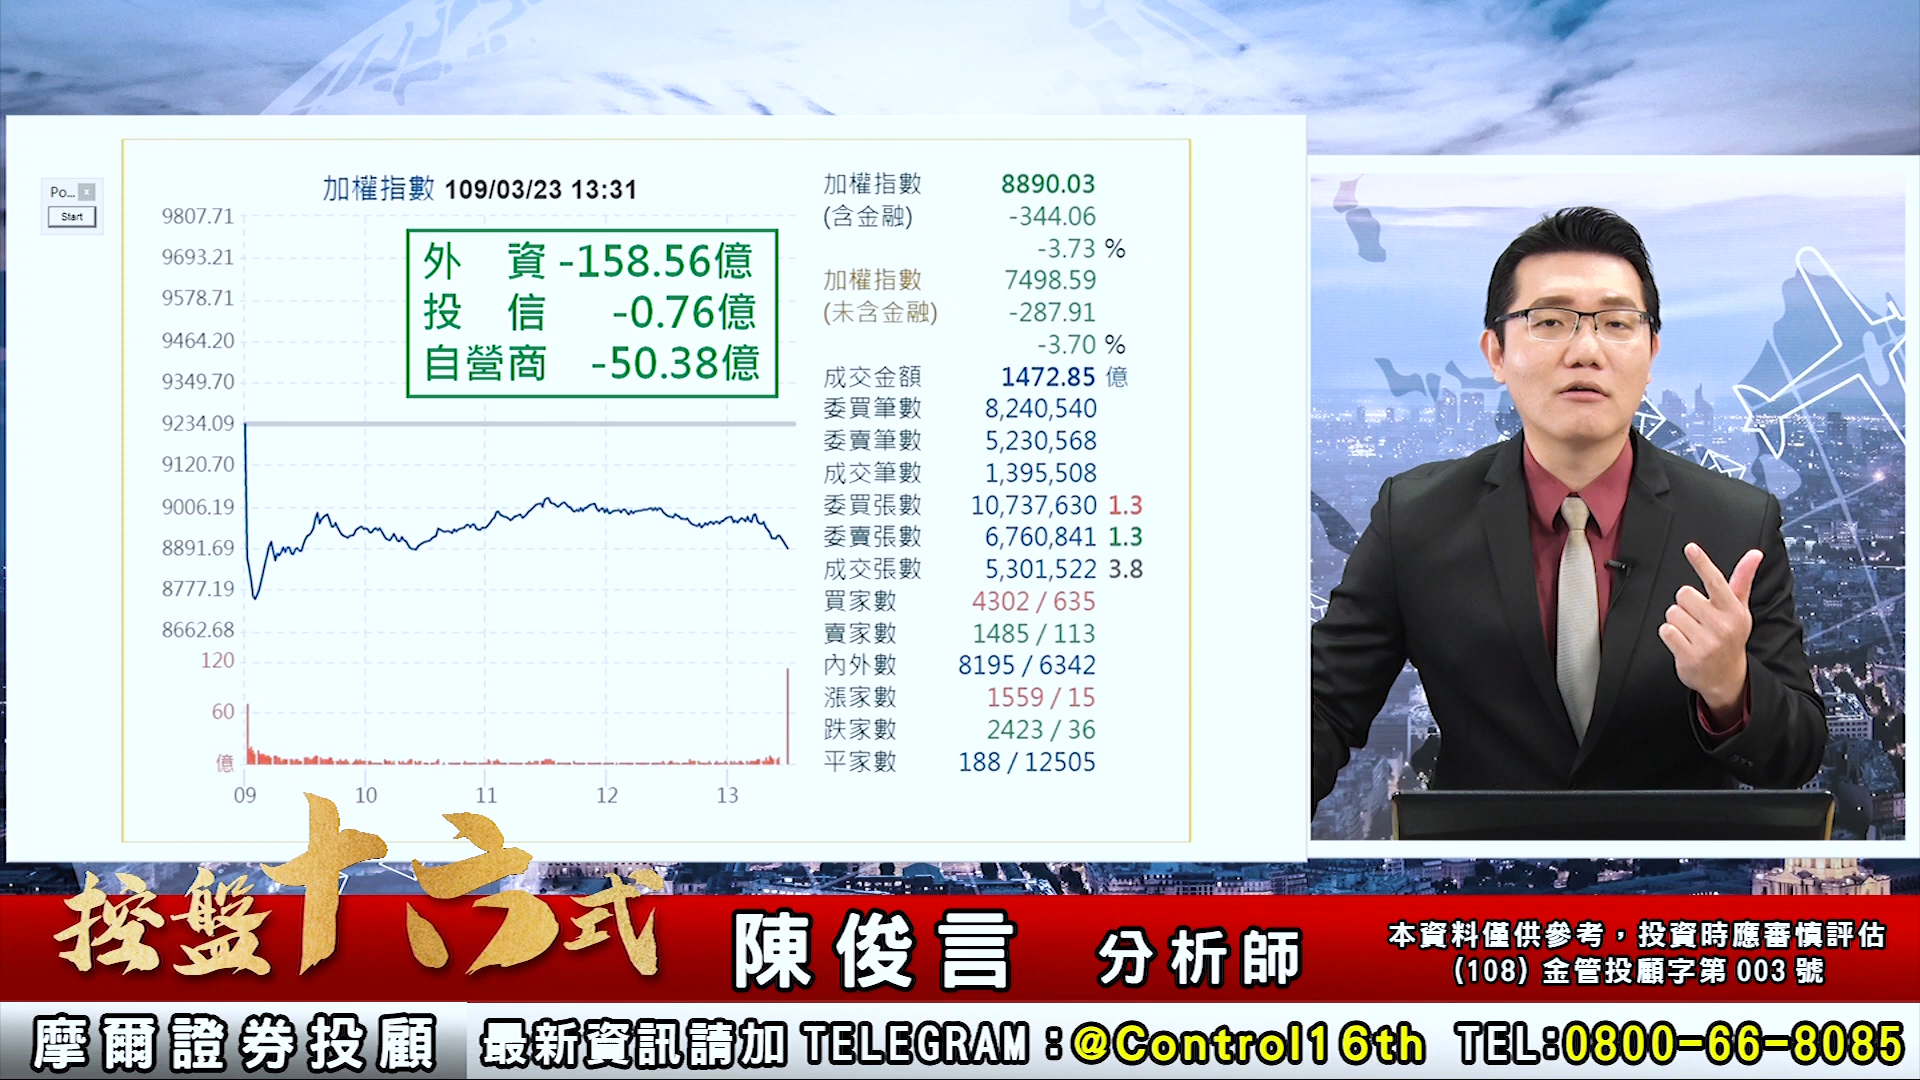 Po... x
Start
加權指數 109/03/23 13:31
9807.71
9693.21
9578.71
9464.20
9349.70
9234.09
9120.70
9006.19
8891.69
8777.19
8662.68
120
60
億
09 10 11 12 13
外 資 -158.56億
投 信 -0.76億
自營商 -50.38億
加權指數 8890.03
(含金融) -344.06
-3.73 %
加權指數 7498.59
(未含金融) -287.91
-3.70 %
成交金額 1472.85 億
委買筆數 8,240,540
委賣筆數 5,230,568
成交筆數 1,395,508
委買張數 10,737,630 1.3
委賣張數 6,760,841 1.3
成交張數 5,301,522 3.8
買家數 4302 / 635
賣家數 1485 / 113
內外數 8195 / 6342
漲家數 1559 / 15
跌家數 2423 / 36
平家數 188 / 12505
控盤十六式
陳俊言 分析師
本資料僅供參考，投資時應審慎評估
(108) 金管投顧字第 003 號
摩爾證券投顧
最新資訊請加 TELEGRAM：@Control16th TEL:0800-66-8085